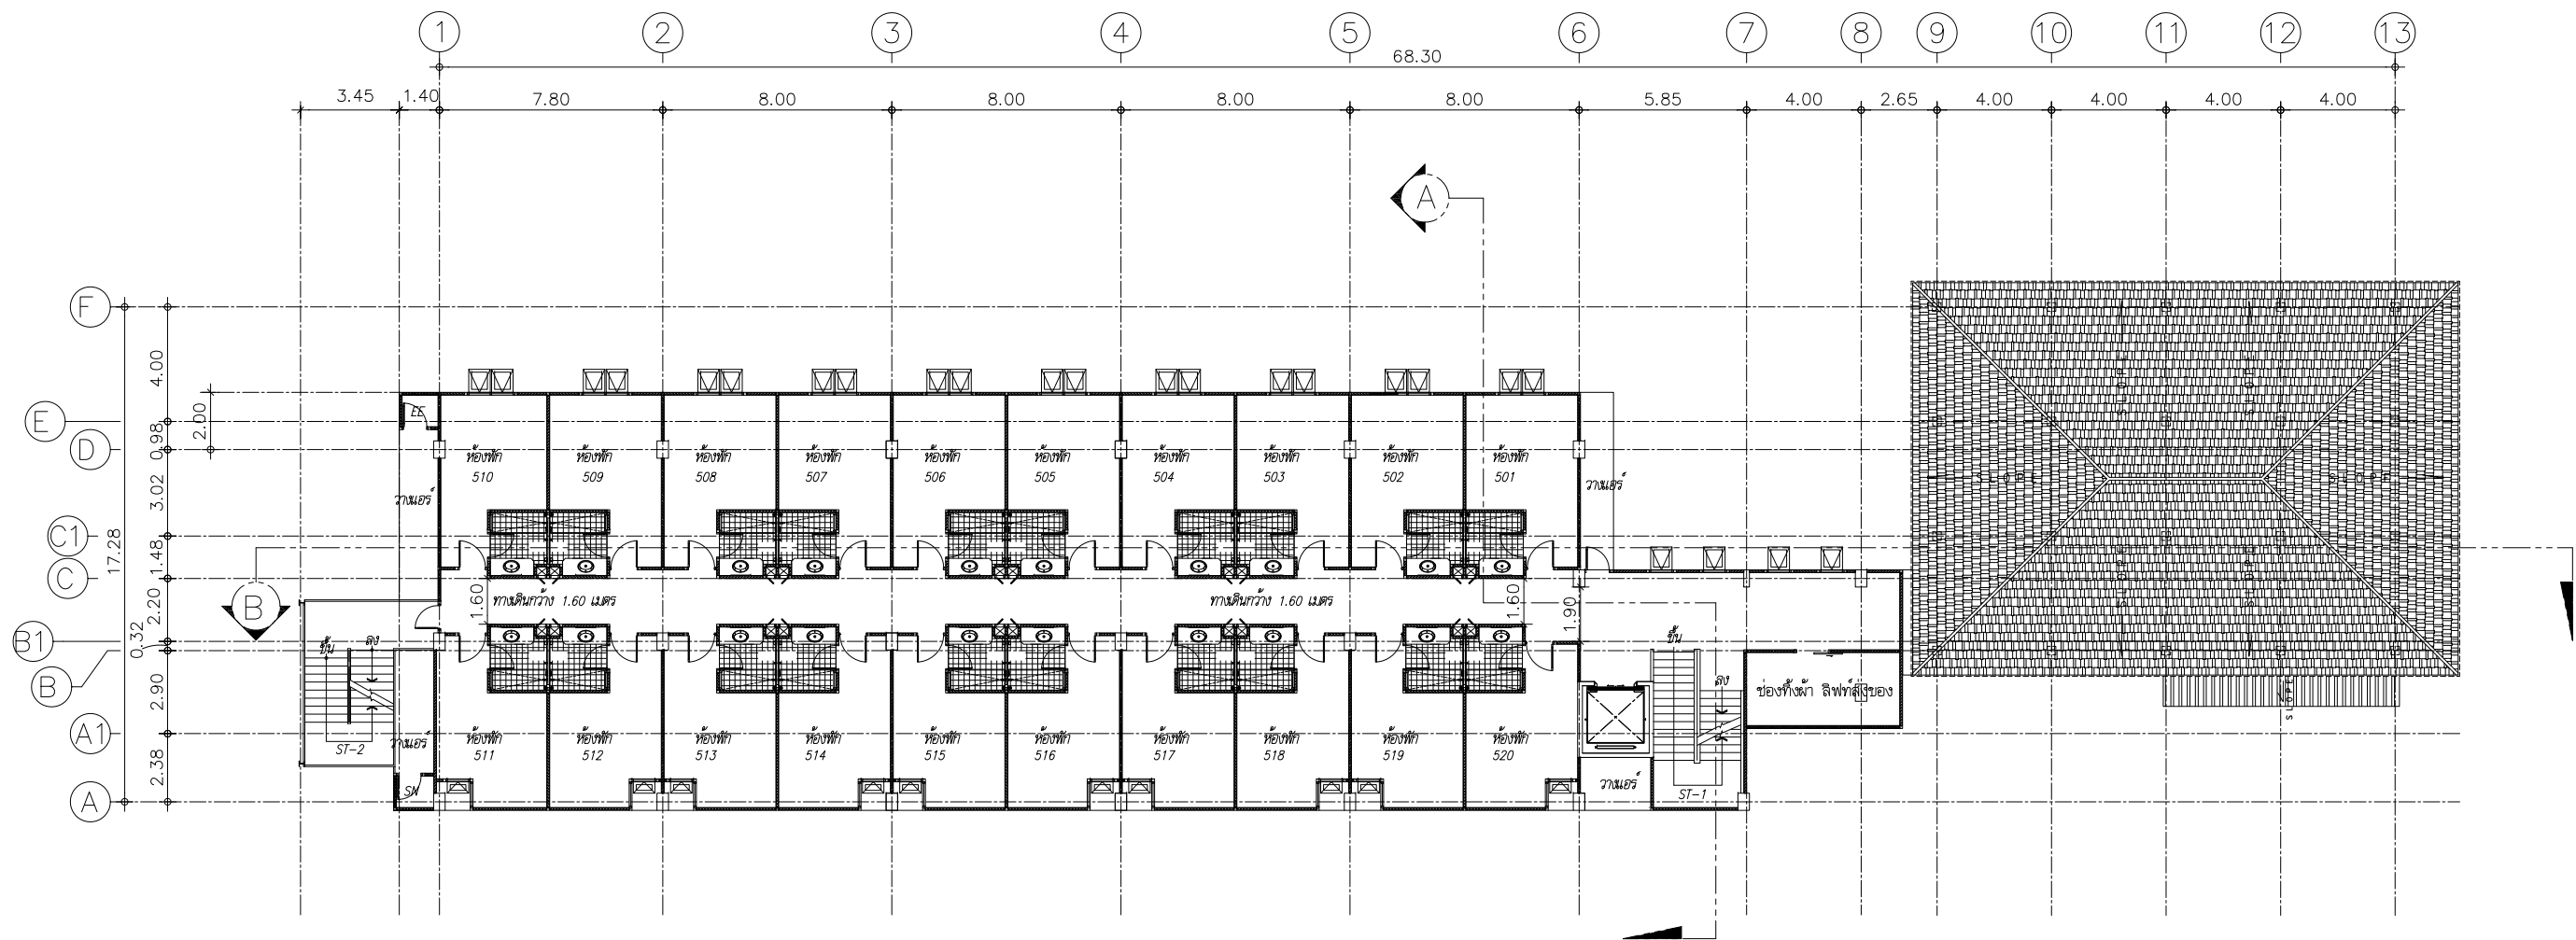 1 2 3 4 5 6 7 8 9 10 11 12 13
68.30
3.45 1.40 7.80 8.00 8.00 8.00 8.00 5.85 4.00 2.65 4.00 4.00 4.00 4.00
A
F
4.00
E
2.00
EE
0.98
D
ห้องพัก ห้องพัก ห้องพัก ห้องพัก ห้องพัก ห้องพัก ห้องพัก ห้องพัก ห้องพัก ห้องพัก
510 509 508 507 506 505 504 503 502 501
3.02
วางแอร์ วางแอร์
SLOPE SLOPE
SLOPE SLOPE
C1
17.28
1.48
C
SLOPE SLOPE
B
2.20
1.60
ทางเดินกว้าง 1.60 เมตร ทางเดินกว้าง 1.60 เมตร
1.60
1.90
B1
0.32
ขึ้น ลง
ขึ้น
B
2.90
ลง
ช่องทิ้งผ้า ลิฟท์ส่งของ
SLOPE
A1
ST-2
วางแอร์
ห้องพัก ห้องพัก ห้องพัก ห้องพัก ห้องพัก ห้องพัก ห้องพัก ห้องพัก ห้องพัก ห้องพัก
511 512 513 514 515 516 517 518 519 520
2.38
SN
วางแอร์
ST-1
A